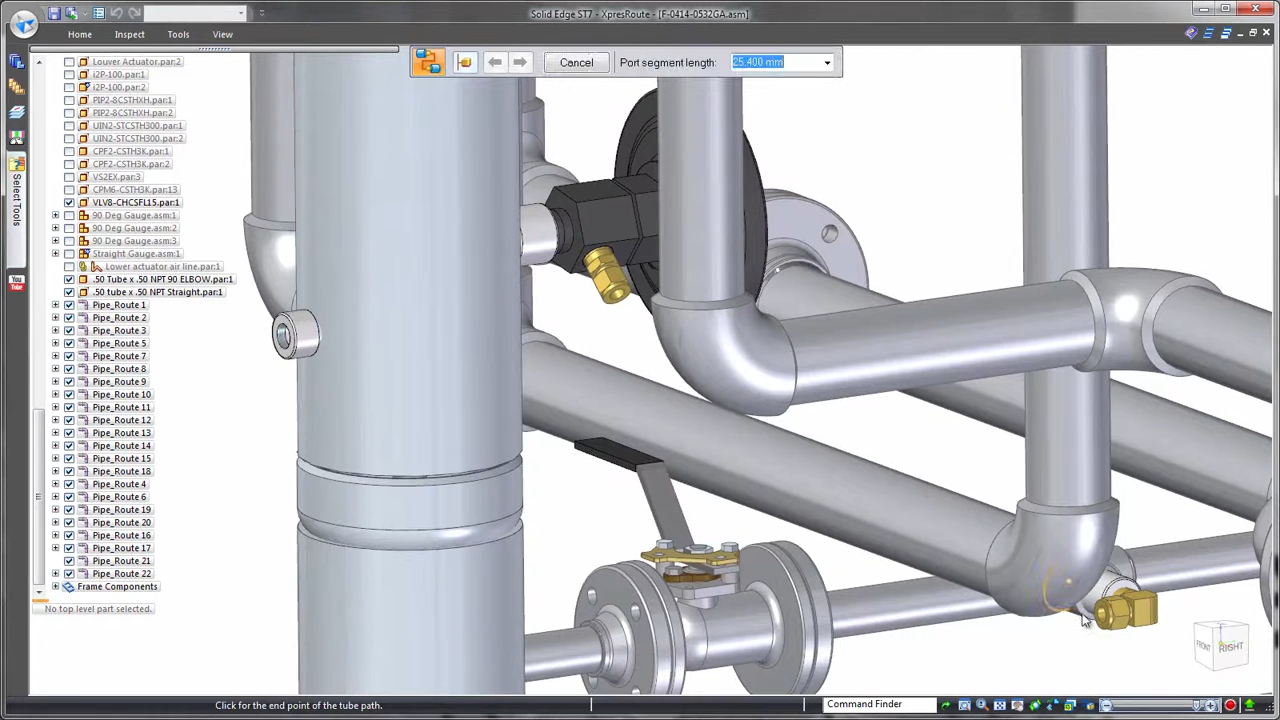 Solid Edge ST7 - XpresRoute - [F-0414-0532GA.asm]
Home Inspect Tools View
Cancel Port segment length: 25.400 mm
Louver Actuator.par:2
i2P-100.par:1
i2P-100.par:2
PIP2-8CSTHXH.par:1
PIP2-8CSTHXH.par:2
UIN2-STCSTH300.par:1
UIN2-STCSTH300.par:2
CPF2-CSTH3K.par:1
CPF2-CSTH3K.par:2
VS2EX.par:3
CPM6-CSTH3K.par:13
VLV8-CHCSFL15.par:1
90 Deg Gauge.asm:1
90 Deg Gauge.asm:2
90 Deg Gauge.asm:3
Straight Gauge.asm:1
Lower actuator air line.par:1
.50 Tube x .50 NPT 90 ELBOW.par:1
.50 tube x .50 NPT Straight.par:1
Pipe_Route 1
Pipe_Route 2
Pipe_Route 3
Pipe_Route 5
Pipe_Route 7
Pipe_Route 8
Pipe_Route 9
Pipe_Route 10
Pipe_Route 11
Pipe_Route 12
Pipe_Route 13
Pipe_Route 14
Pipe_Route 15
Pipe_Route 18
Pipe_Route 4
Pipe_Route 6
Pipe_Route 19
Pipe_Route 20
Pipe_Route 16
Pipe_Route 17
Pipe_Route 21
Pipe_Route 22
Frame Components
No top level part selected.
Select Tools
You Tube
FRONT RIGHT
Click for the end point of the tube path.
Command Finder